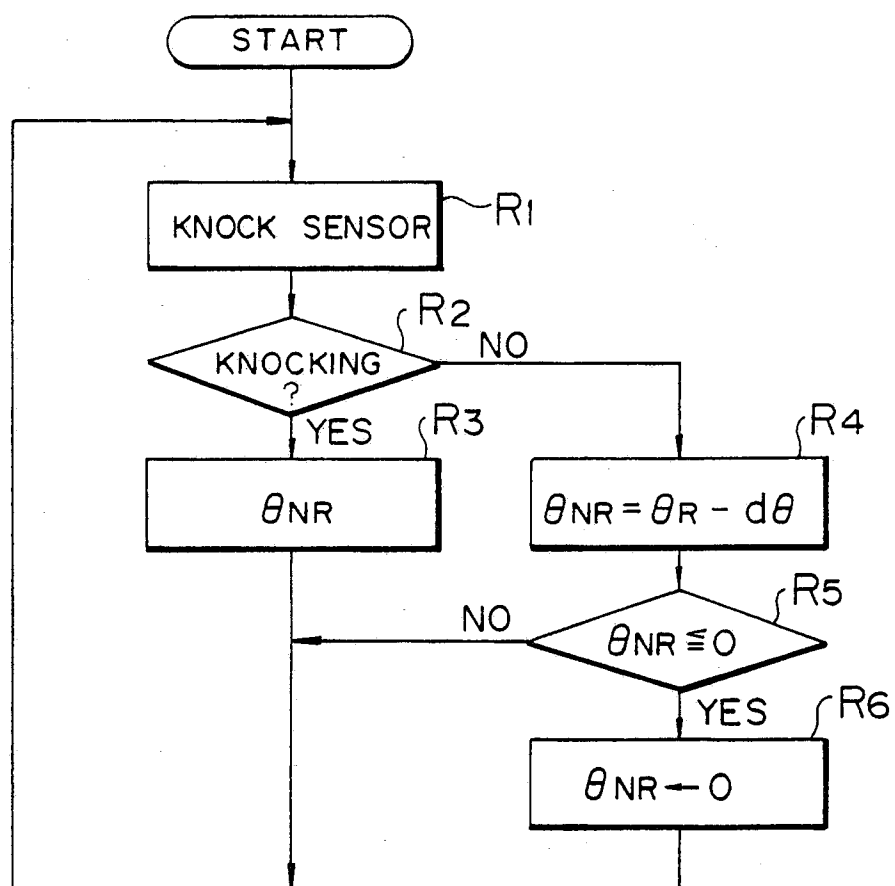 START
KNOCK SENSOR
R1
KNOCKING
?
R2
NO
YES
R3
θNR
R4
θNR = θR - dθ
R5
θNR ≦ 0
NO
YES
R6
θNR ← 0